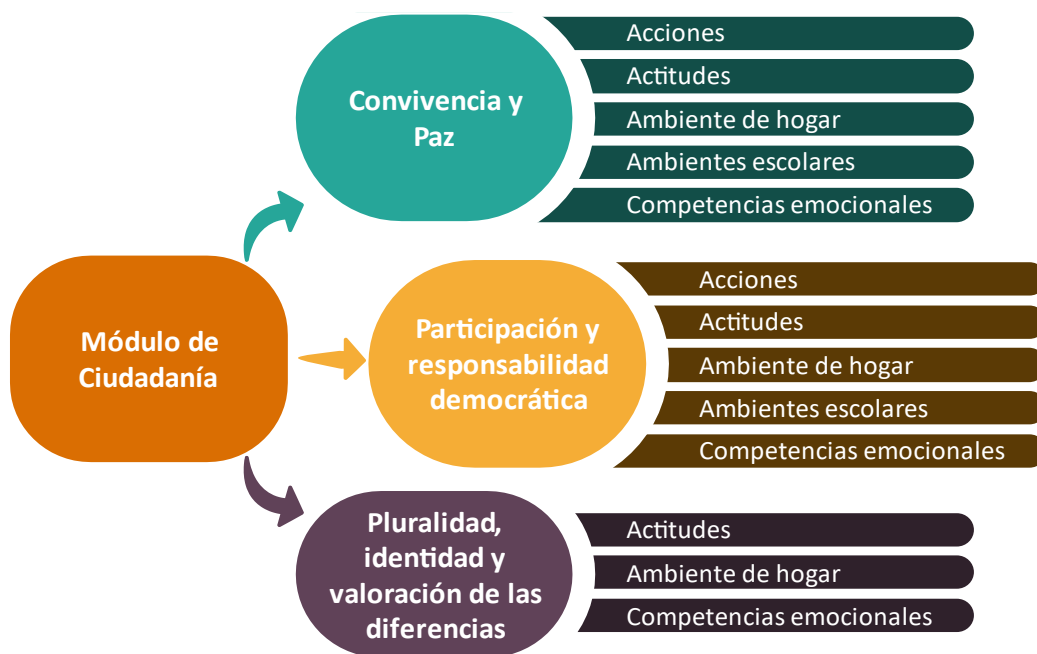 Módulo de
Ciudadanía
Convivencia y
Paz
Acciones
Actitudes
Ambiente de hogar
Ambientes escolares
Competencias emocionales
Participación y
responsabilidad
democrática
Acciones
Actitudes
Ambiente de hogar
Ambientes escolares
Competencias emocionales
Pluralidad,
identidad y
valoración de las
diferencias
Actitudes
Ambiente de hogar
Competencias emocionales